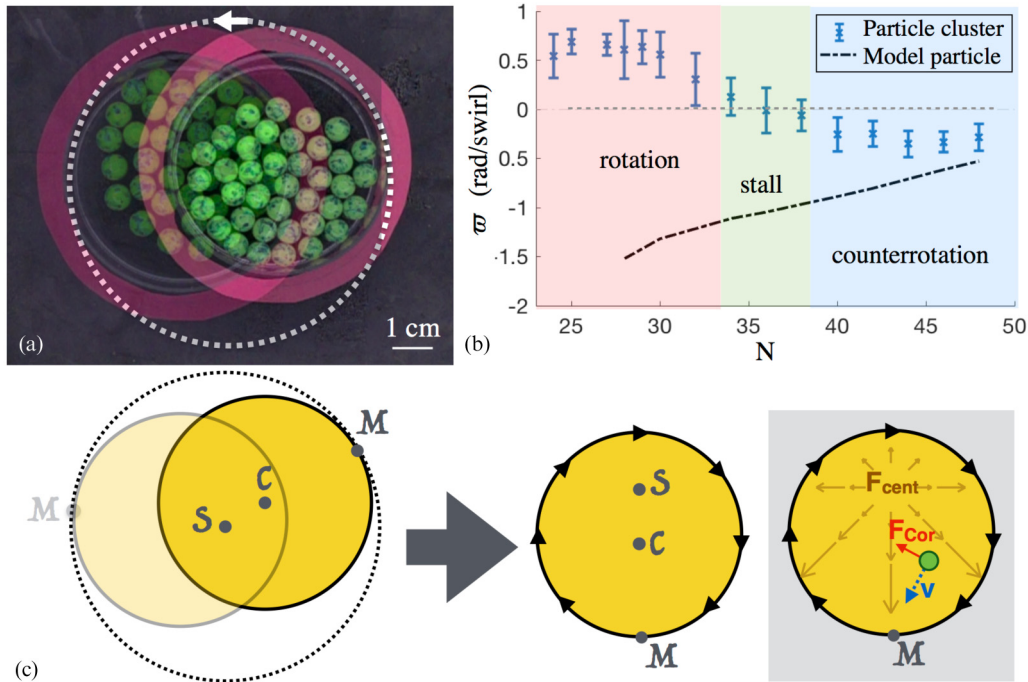 (a)
1 cm
(b)
ϖ (rad/swirl)
1
0.5
0
0.5
-1
·1.5
-2
25
30
35
40
45
50
N
Particle cluster
Model particle
rotation
stall
counterrotation
(c)
M
M
S
C
S
C
M
F_cent
F_Cor
v
M